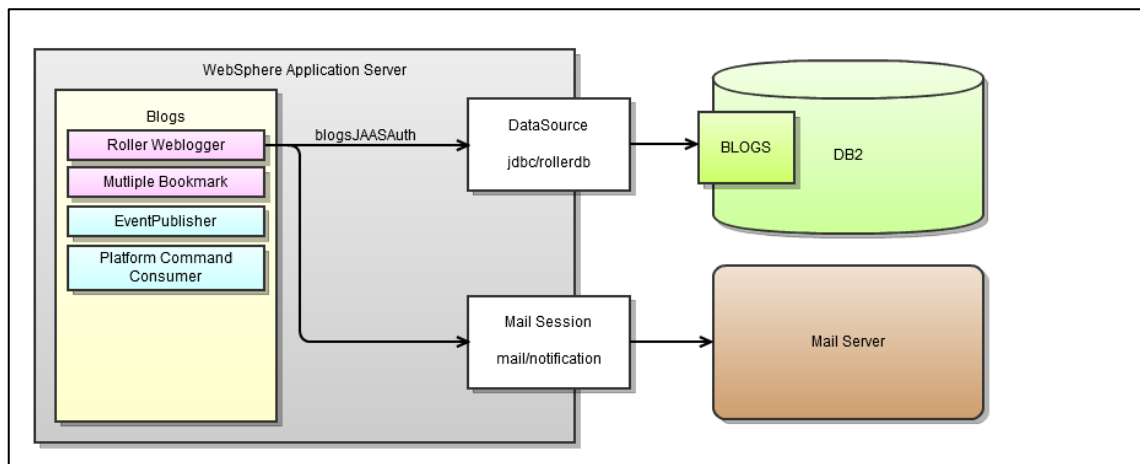 WebSphere Application Server
Blogs
Roller Weblogger
Mutliple Bookmark
EventPublisher
Platform Command
Consumer
blogsJAASAuth
DataSource
jdbc/rollerdb
BLOGS
DB2
Mail Session
mail/notification
Mail Server